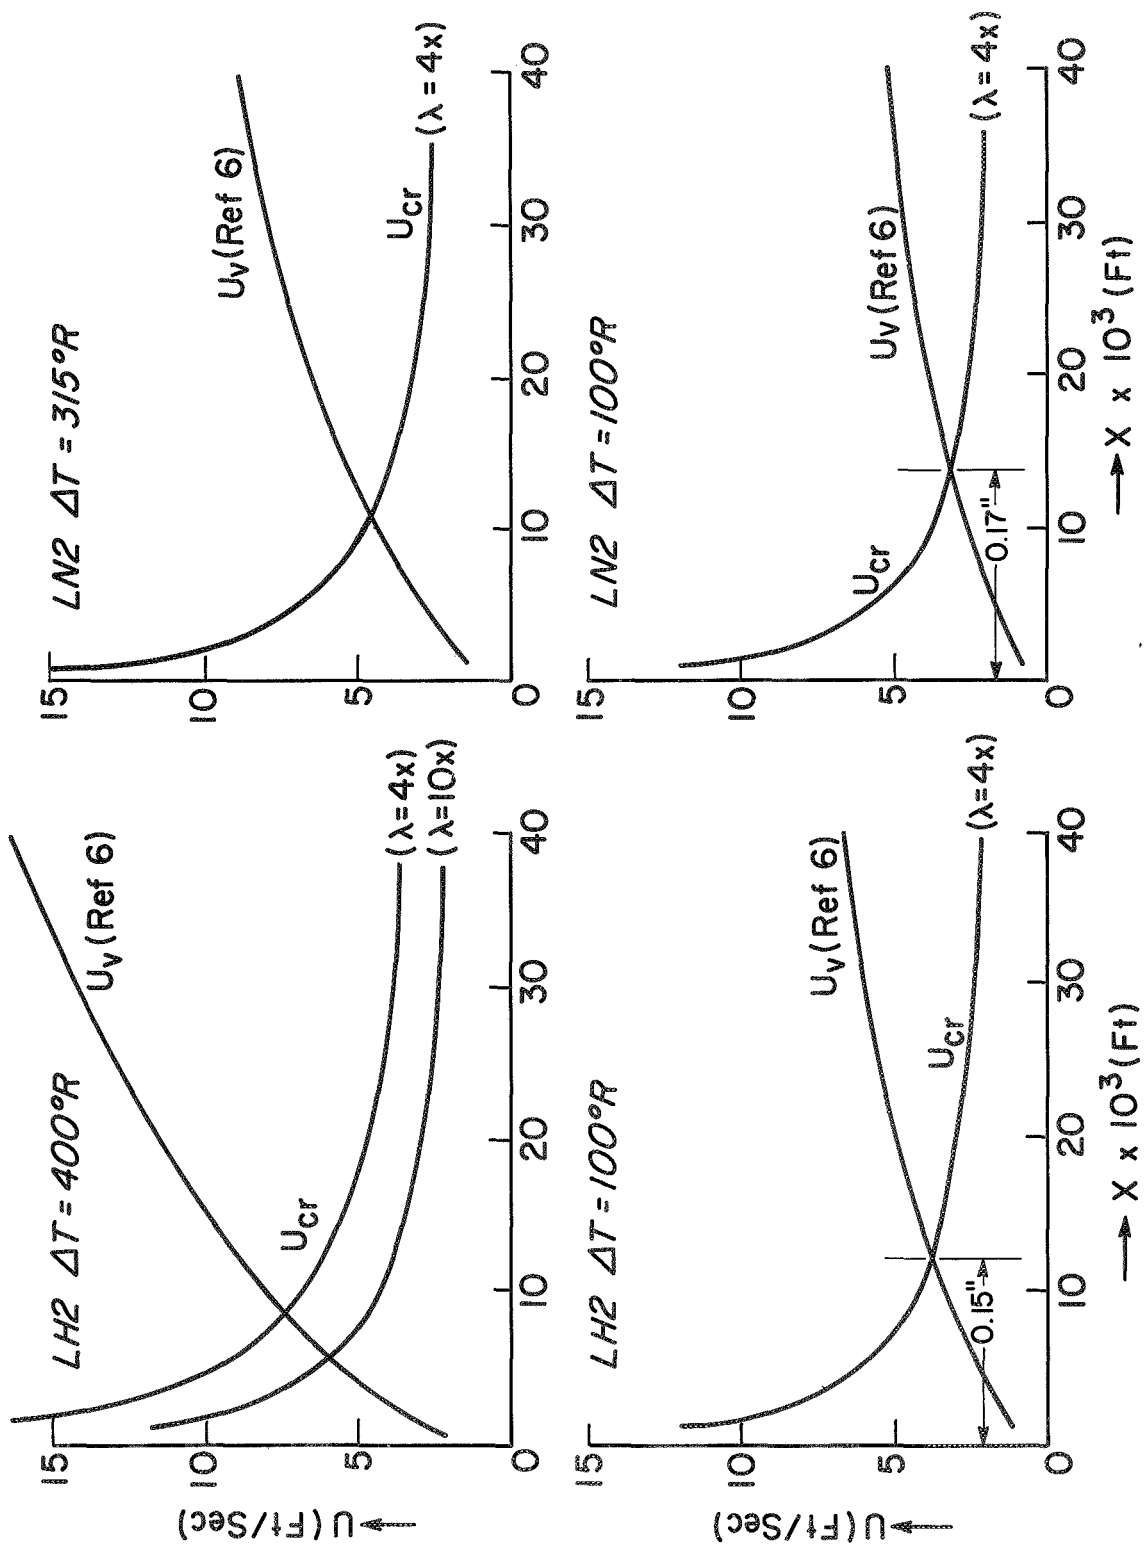 LH2 ΔT = 400°R
U (Ft/Sec)
15
10
5
0
10
20
30
40
Ucr
Uv (Ref 6)
(λ=4x)
(λ=10x)
LN2 ΔT = 315°R
15
10
5
0
10
20
30
40
Uv (Ref 6)
Ucr
(λ = 4x)
LH2 ΔT = 100°R
U (Ft/Sec)
15
10
5
0
10
20
30
40
0.15"
Uv (Ref 6)
Ucr
(λ=4x)
X x 10³ (Ft)
LN2 ΔT = 100°R
15
10
5
0
10
20
30
40
Ucr
0.17"
Uv (Ref 6)
(λ = 4x)
X x 10³ (Ft)